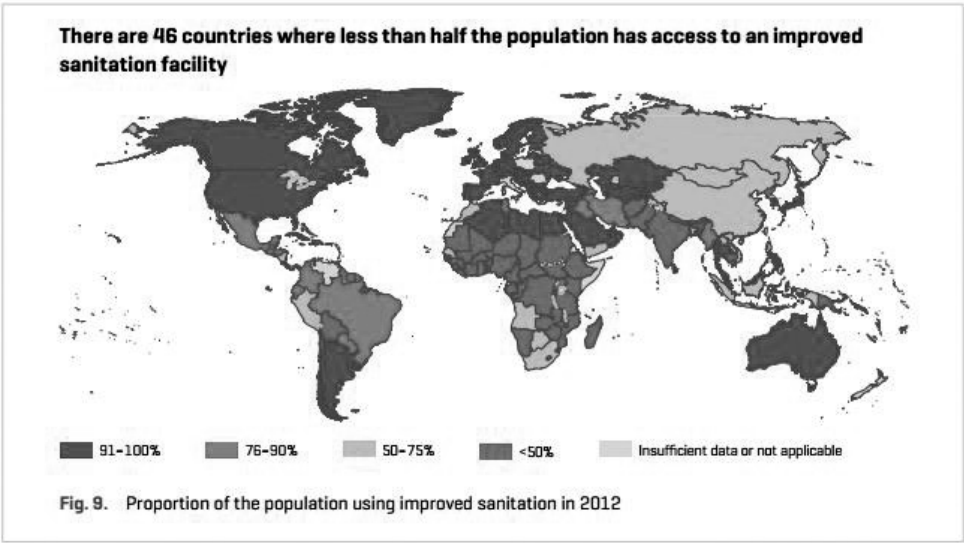 There are 46 countries where less than half the population has access to an improved
sanitation facility
91–100%
76–90%
50–75%
<50%
Insufficient data or not applicable
Fig. 9. Proportion of the population using improved sanitation in 2012